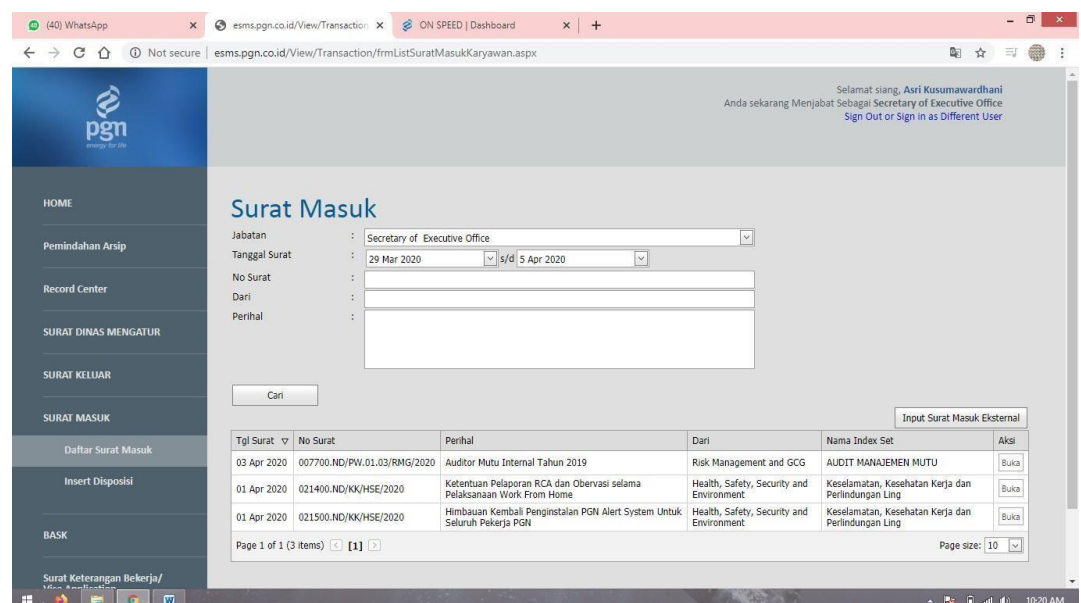 (40) WhatsApp
esms.pgn.co.id/View/Transaction
ON SPEED | Dashboard
Not secure
esms.pgn.co.id/View/Transaction/frmListSuratMasukKaryawan.aspx
pgn
energy for life
Selamat siang, Asri Kusumawardhani
Anda sekarang Menjabat Sebagai Secretary of Executive Office
Sign Out or Sign in as Different User
HOME
Pemindahan Arsip
Record Center
SURAT DINAS MENGATUR
SURAT KELUAR
SURAT MASUK
Daftar Surat Masuk
Insert Disposisi
BASK
Surat Keterangan Bekerja/
Surat Masuk
Jabatan : Secretary of Executive Office
Tanggal Surat : 29 Mar 2020 s/d 5 Apr 2020
No Surat :
Dari :
Perihal :
Cari
Input Surat Masuk Eksternal
Tgl Surat No Surat Perihal Dari Nama Index Set Aksi
03 Apr 2020 007700.ND/PW.01.03/RMG/2020 Auditor Mutu Internal Tahun 2019 Risk Management and GCG AUDIT MANAJEMEN MUTU Buka
01 Apr 2020 021400.ND/KK/HSE/2020 Ketentuan Pelaporan RCA dan Obervasi selama Pelaksanaan Work From Home Health, Safety, Security and Environment Keselamatan, Kesehatan Kerja dan Perlindungan Ling Buka
01 Apr 2020 021500.ND/KK/HSE/2020 Himbauan Kembali Penginstalan PGN Alert System Untuk Seluruh Pekerja PGN Health, Safety, Security and Environment Keselamatan, Kesehatan Kerja dan Perlindungan Ling Buka
Page 1 of 1 (3 items) [1] Page size: 10
10:20 AM